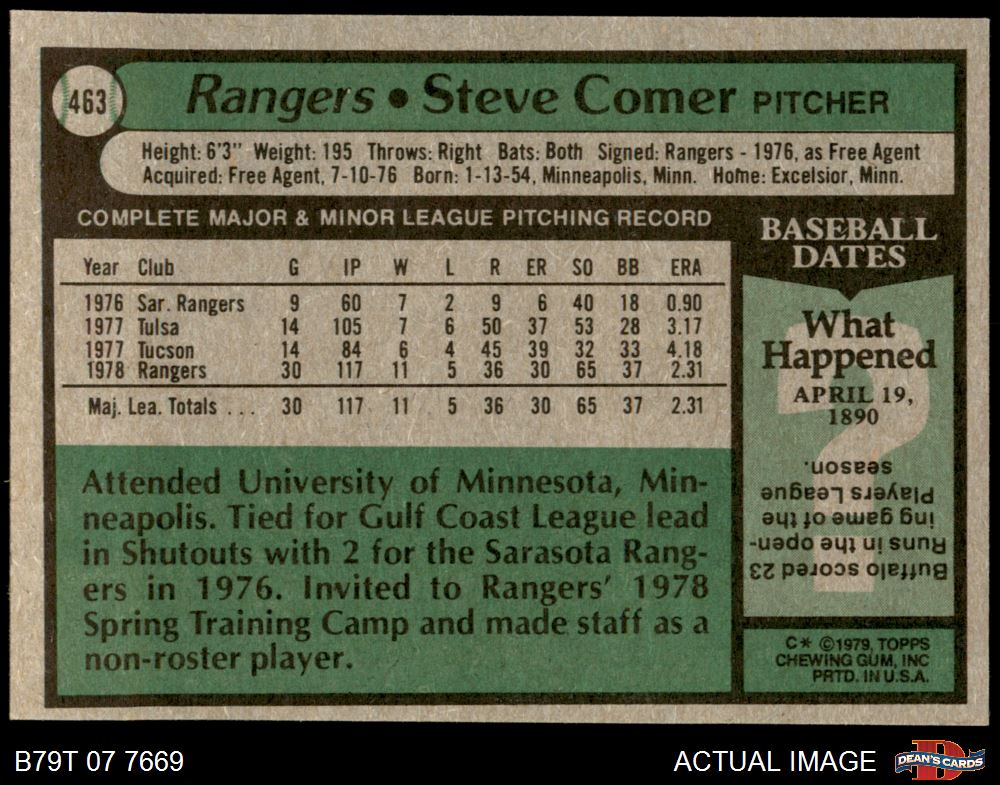 463
Rangers • Steve Comer PITCHER
Height: 6'3" Weight: 195 Throws: Right Bats: Both Signed: Rangers - 1976, as Free Agent
Acquired: Free Agent, 7-10-76 Born: 1-13-54, Minneapolis, Minn. Home: Excelsior, Minn.
COMPLETE MAJOR & MINOR LEAGUE PITCHING RECORD
Year Club G IP W L R ER SO BB ERA
1976 Sar. Rangers 9 60 7 2 9 6 40 18 0.90
1977 Tulsa 14 105 7 6 50 37 53 28 3.17
1977 Tucson 14 84 6 4 45 39 32 33 4.18
1978 Rangers 30 117 11 5 36 30 65 37 2.31
Maj. Lea. Totals . . . 30 117 11 5 36 30 65 37 2.31
Attended University of Minnesota, Min-
neapolis. Tied for Gulf Coast League lead
in Shutouts with 2 for the Sarasota Rang-
ers in 1976. Invited to Rangers' 1978
Spring Training Camp and made staff as a
non-roster player.
BASEBALL
DATES
What
Happened
APRIL 19,
1890
?
Buffalo scored 23
runs in the open-
ing game of the
Players League
season.
C* ©1979, TOPPS
CHEWING GUM, INC
PRTD. IN U.S.A.
B79T 07 7669
ACTUAL IMAGE
D
DEAN'S CARDS